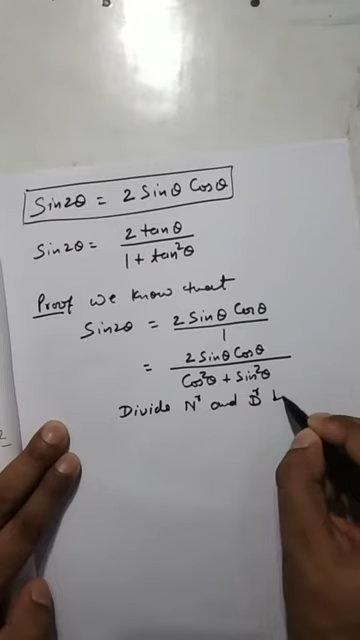 Sin2θ = 2 Sinθ Cosθ
Sin2θ = 2 tanθ / 1 + tan²θ
Proof we know that
Sin2θ = 2 Sinθ Cosθ / 1
= 2 Sinθ Cosθ / Cos²θ + Sin²θ
Divide Nʳ and Dʳ